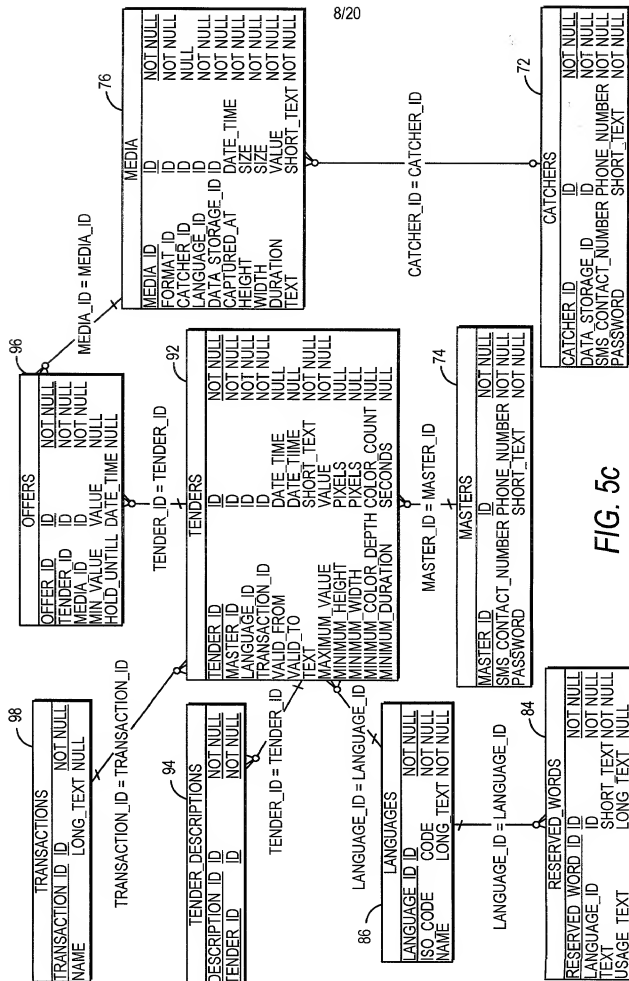 8/20
TRANSACTIONS
98
TRANSACTION_ID ID NOT NULL
NAME LONG_TEXT NULL
TRANSACTION_ID = TRANSACTION_ID
OFFERS
96
OFFER_ID ID NOT NULL
TENDER_ID ID NOT NULL
MEDIA_ID ID NOT NULL
MIN_VALUE VALUE NULL
HOLD_UNTILL DATE_TIME NULL
MEDIA_ID = MEDIA_ID
MEDIA
76
MEDIA_ID ID NOT NULL
FORMAT_ID ID NOT NULL
CATCHER_ID ID NULL
LANGUAGE_ID ID NOT NULL
DATA_STORAGE_ID ID NOT NULL
CAPTURED_AT DATE_TIME NOT NULL
HEIGHT SIZE NOT NULL
WIDTH SIZE NOT NULL
DURATION VALUE NOT NULL
TEXT SHORT_TEXT NOT NULL
TENDER_ID = TENDER_ID
TENDER_DESCRIPTIONS
94
DESCRIPTION_ID ID NOT NULL
TENDER_ID ID NOT NULL
TENDER_ID = TENDER_ID
TENDERS
92
TENDER_ID ID NOT NULL
MASTER_ID ID NOT NULL
LANGUAGE_ID ID NOT NULL
TRANSACTION_ID ID NOT NULL
VALID_FROM DATE_TIME NULL
VALID_TO DATE_TIIME NULL
TEXT SHORT_TEXT NOT NULL
MAXIMUM_VALUE VALUE NOT NULL
MINIMUM_HEIGHT PIXELS NULL
MINIMUM_WIDTH PIXELS NULL
MINIMUM_COLOR_DEPTH COLOR_COUNT NULL
MINIMUM_DURATION SECONDS NULL
CATCHER_ID = CATCHER_ID
LANGUAGE_ID = LANGUAGE_ID
MASTER_ID = MASTER_ID
LANGUAGES
86
LANGUAGE_ID ID NOT NULL
ISO_CODE CODE NOT NULL
NAME LONG_TEXT NOT NULL
LANGUAGE_ID = LANGUAGE_ID
RESERVED_WORDS
84
RESERVED_WORD_ID ID NOT NULL
LANGUAGE_ID ID NOT NULL
TEXT SHORT_TEXT NOT NULL
USAGE_TEXT LONG_TEXT NULL
MASTERS
74
MASTER_ID ID NOT NULL
SMS_CONTACT_NUMBER PHONE_NUMBER NOT NULL
PASSWORD SHORT_TEXT NOT NULL
CATCHERS
72
CATCHER_ID ID NOT NULL
DATA_STORAGE_ID ID NOT NULL
SMS_CONTACT_NUMBER PHONE_NUMBER NOT NULL
PASSWORD SHORT_TEXT NOT NULL
FIG. 5c